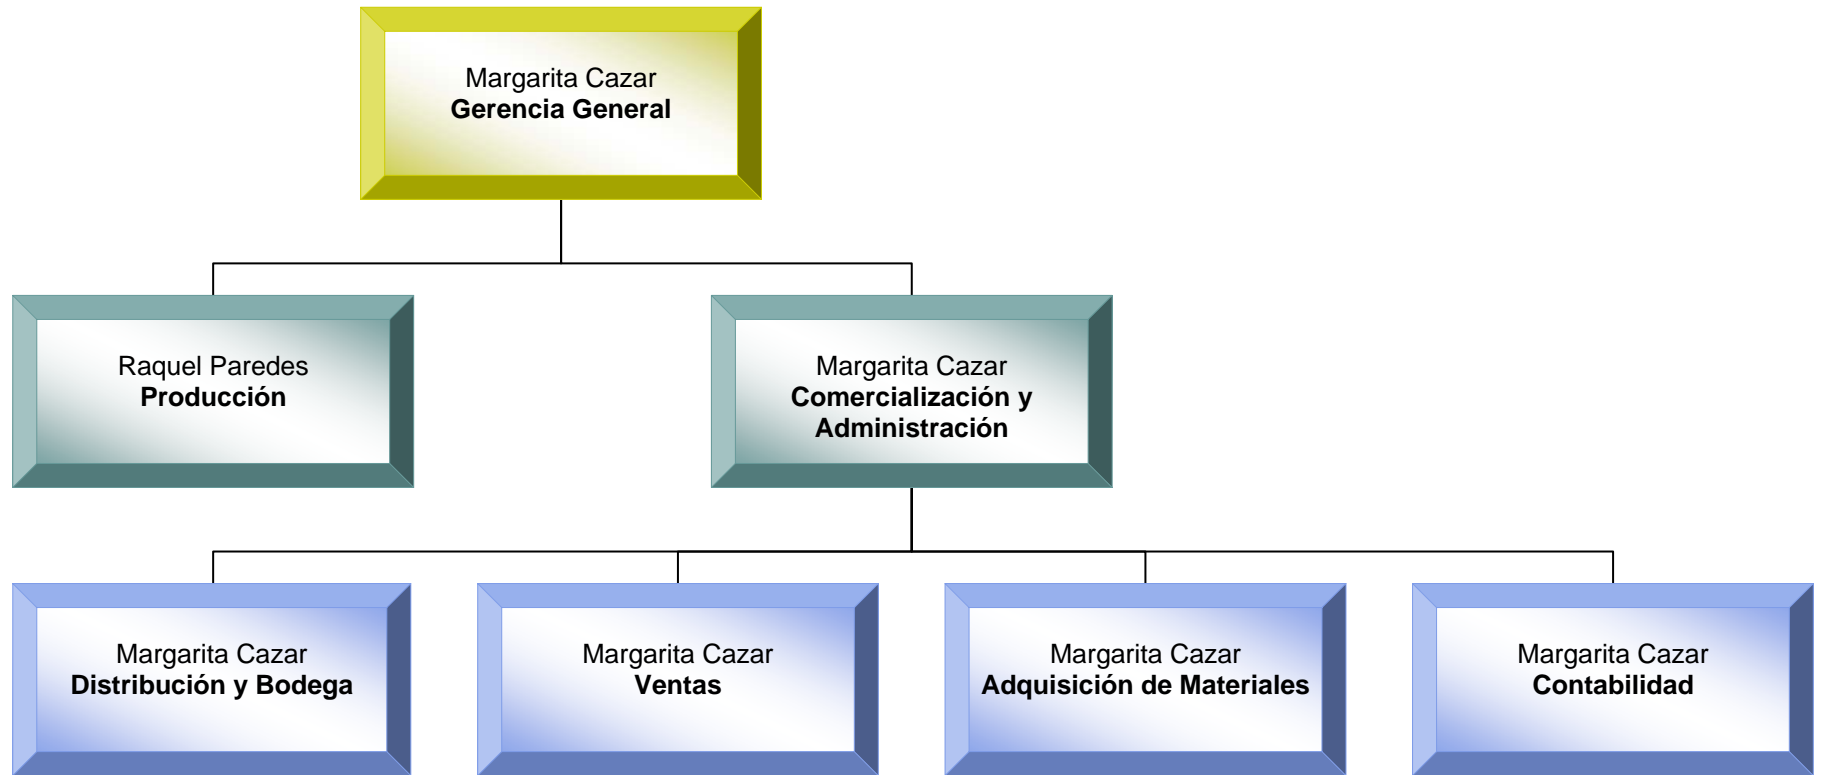 Margarita Cazar
Gerencia General
Raquel Paredes
Producción
Margarita Cazar
Comercialización y
Administración
Margarita Cazar
Distribución y Bodega
Margarita Cazar
Ventas
Margarita Cazar
Adquisición de Materiales
Margarita Cazar
Contabilidad